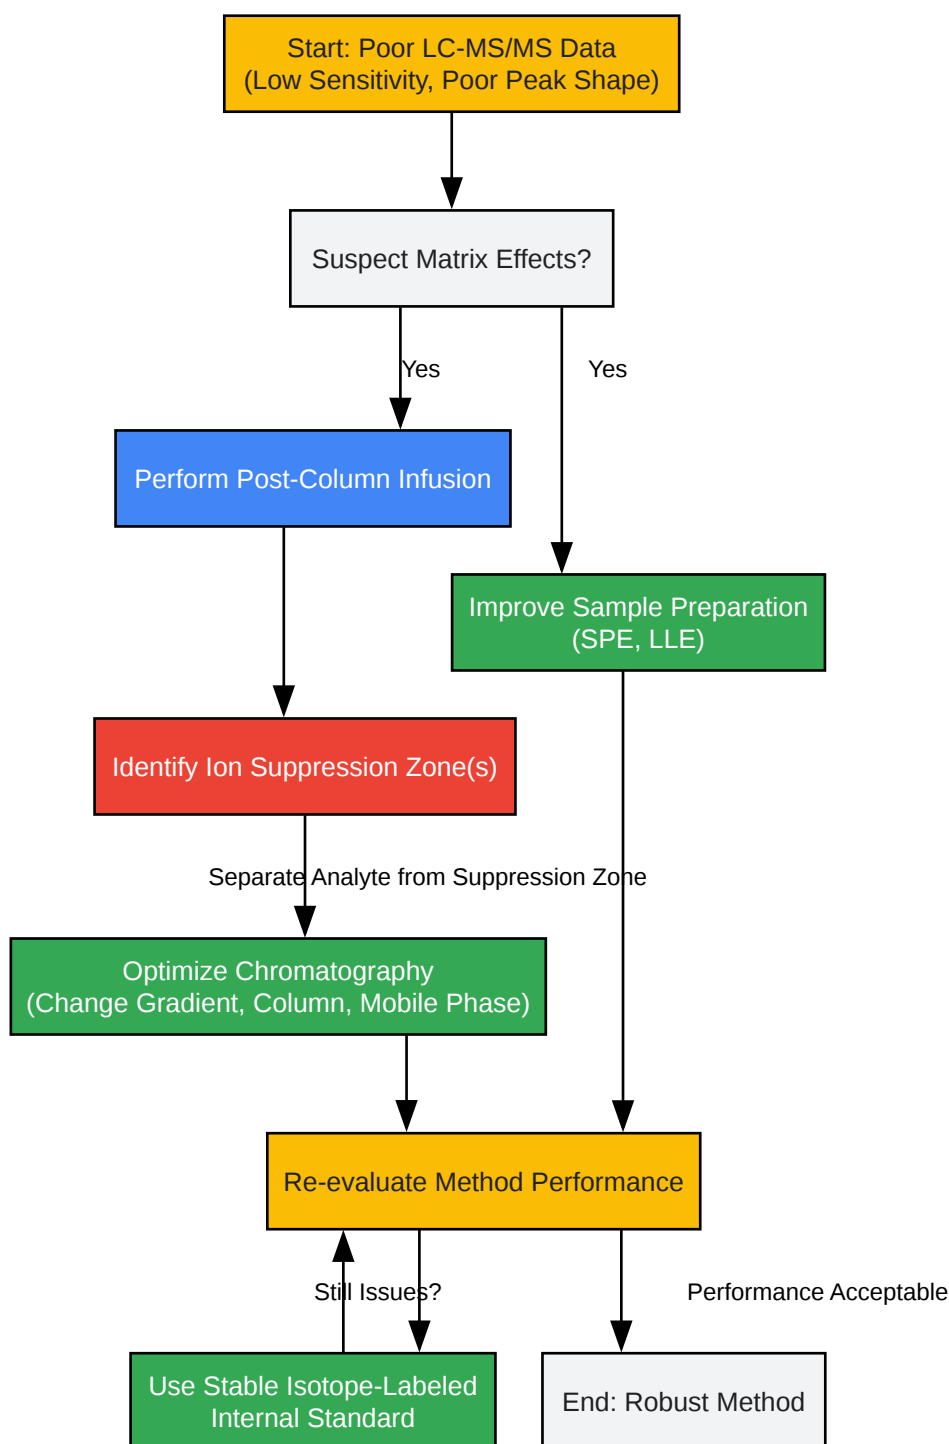 Start: Poor LC-MS/MS Data
(Low Sensitivity, Poor Peak Shape)
Suspect Matrix Effects?
Yes
Yes
Perform Post-Column Infusion
Improve Sample Preparation
(SPE, LLE)
Identify Ion Suppression Zone(s)
Separate Analyte from Suppression Zone
Optimize Chromatography
(Change Gradient, Column, Mobile Phase)
Re-evaluate Method Performance
Still Issues?
Performance Acceptable
Use Stable Isotope-Labeled
Internal Standard
End: Robust Method